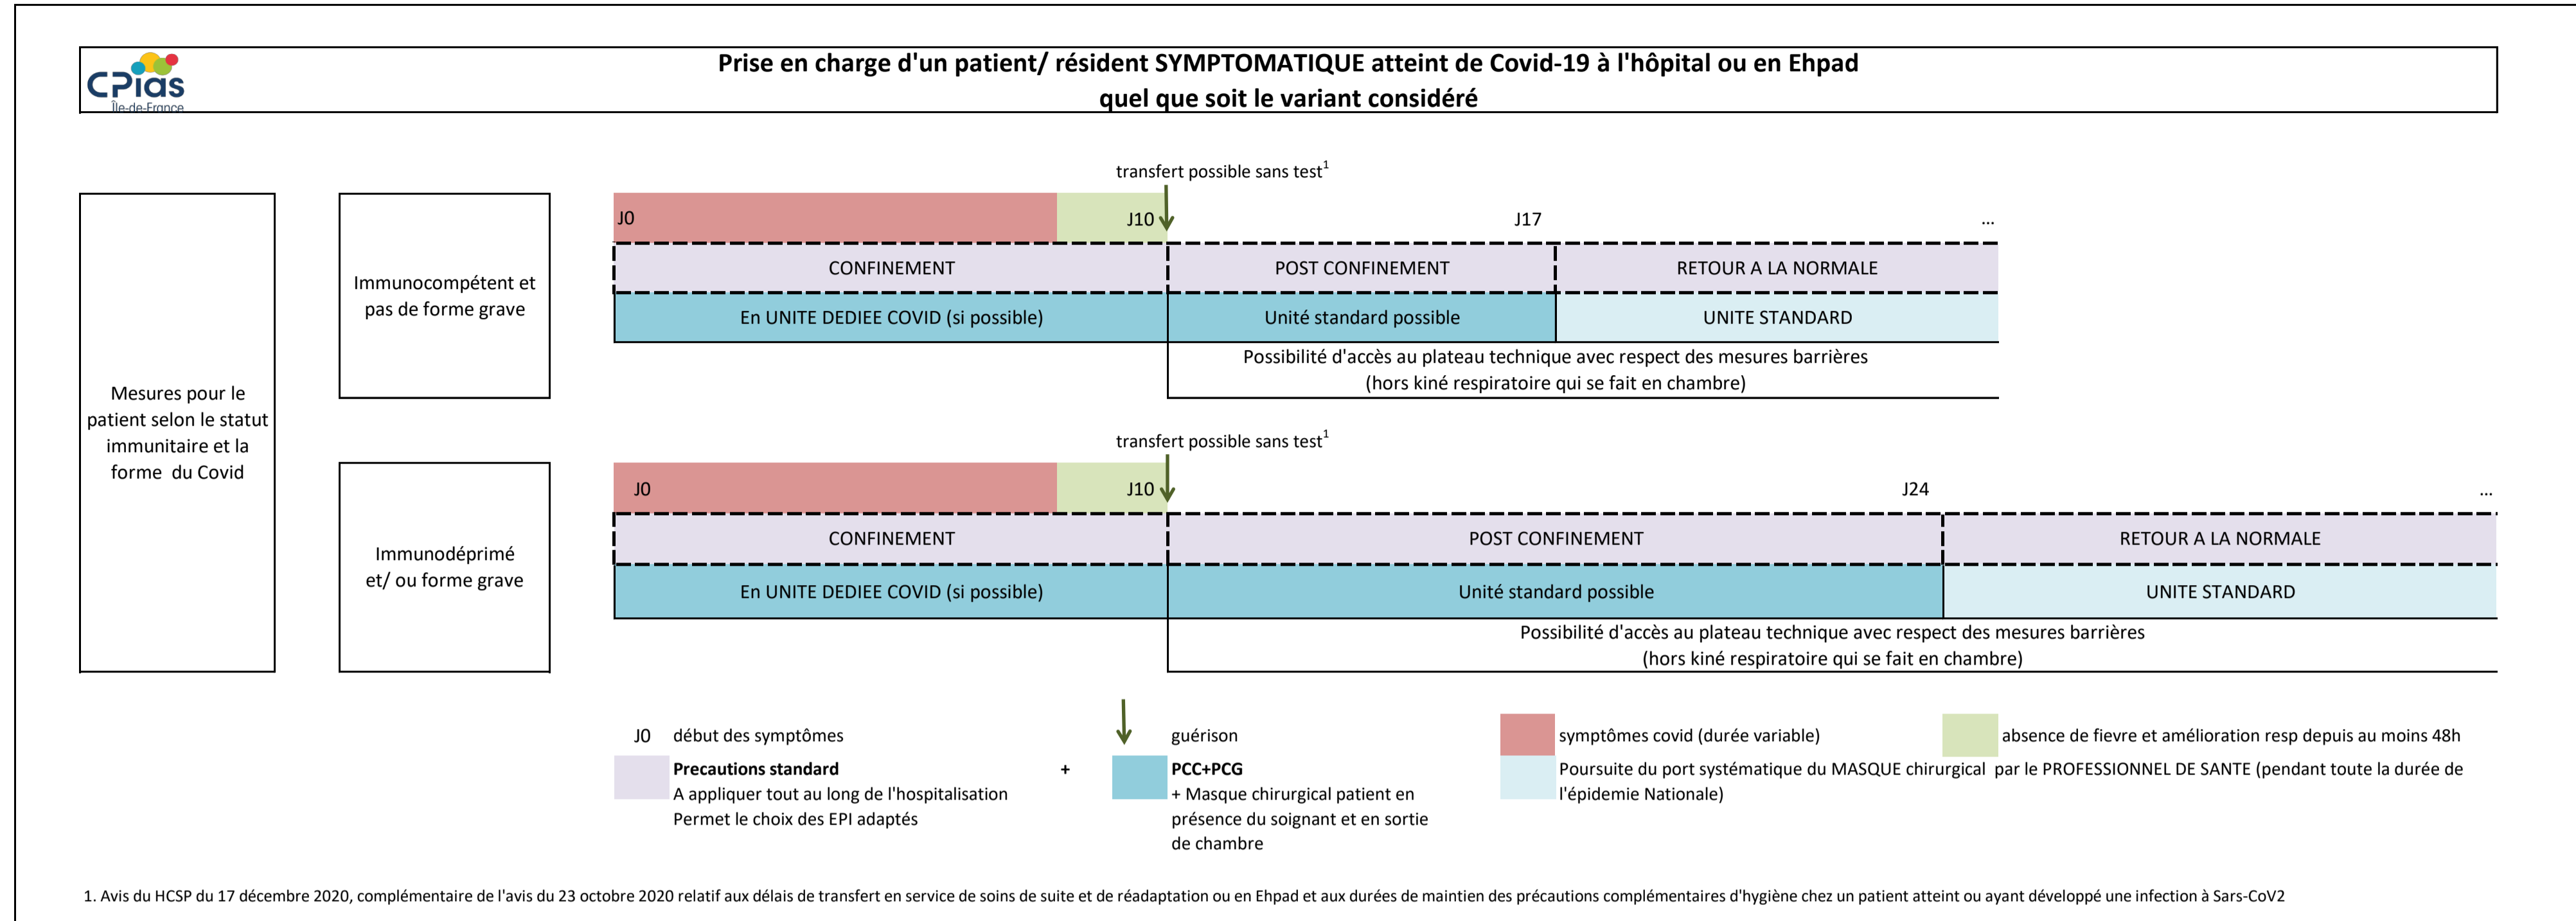 CPias
Île-de-France
Prise en charge d'un patient/ résident SYMPTOMATIQUE atteint de Covid-19 à l'hôpital ou en Ehpad
quel que soit le variant considéré
Mesures pour le
patient selon le statut
immunitaire et la
forme du Covid
Immunocompétent et
pas de forme grave
transfert possible sans test1
J0 J10 J17 ...
CONFINEMENT POST CONFINEMENT RETOUR A LA NORMALE
En UNITE DEDIEE COVID (si possible) Unité standard possible UNITE STANDARD
Possibilité d'accès au plateau technique avec respect des mesures barrières
(hors kiné respiratoire qui se fait en chambre)
Immunodéprimé
et/ ou forme grave
transfert possible sans test1
J0 J10 J24 ...
CONFINEMENT POST CONFINEMENT RETOUR A LA NORMALE
En UNITE DEDIEE COVID (si possible) Unité standard possible UNITE STANDARD
Possibilité d'accès au plateau technique avec respect des mesures barrières
(hors kiné respiratoire qui se fait en chambre)
J0 début des symptômes
guérison
symptômes covid (durée variable)
absence de fievre et amélioration resp depuis au moins 48h
Precautions standard
A appliquer tout au long de l'hospitalisation
Permet le choix des EPI adaptés
+
PCC+PCG
+ Masque chirurgical patient en
présence du soignant et en sortie
de chambre
Poursuite du port systématique du MASQUE chirurgical par le PROFESSIONNEL DE SANTE (pendant toute la durée de
l'épidemie Nationale)
1. Avis du HCSP du 17 décembre 2020, complémentaire de l'avis du 23 octobre 2020 relatif aux délais de transfert en service de soins de suite et de réadaptation ou en Ehpad et aux durées de maintien des précautions complémentaires d'hygiène chez un patient atteint ou ayant développé une infection à Sars-CoV2